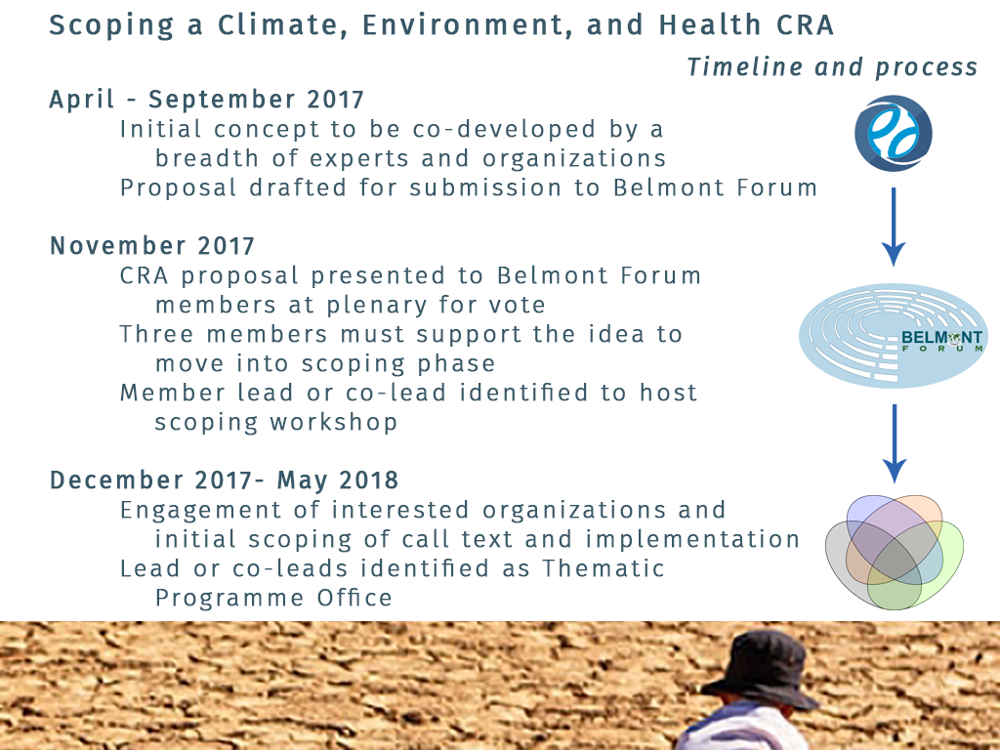 Scoping a Climate, Environment, and Health CRA
Timeline and process
April - September 2017
Initial concept to be co-developed by a
breadth of experts and organizations
Proposal drafted for submission to Belmont Forum
November 2017
CRA proposal presented to Belmont Forum
members at plenary for vote
Three members must support the idea to
move into scoping phase
Member lead or co-lead identified to host
scoping workshop
BELMONT
FORUM
December 2017- May 2018
Engagement of interested organizations and
initial scoping of call text and implementation
Lead or co-leads identified as Thematic
Programme Office